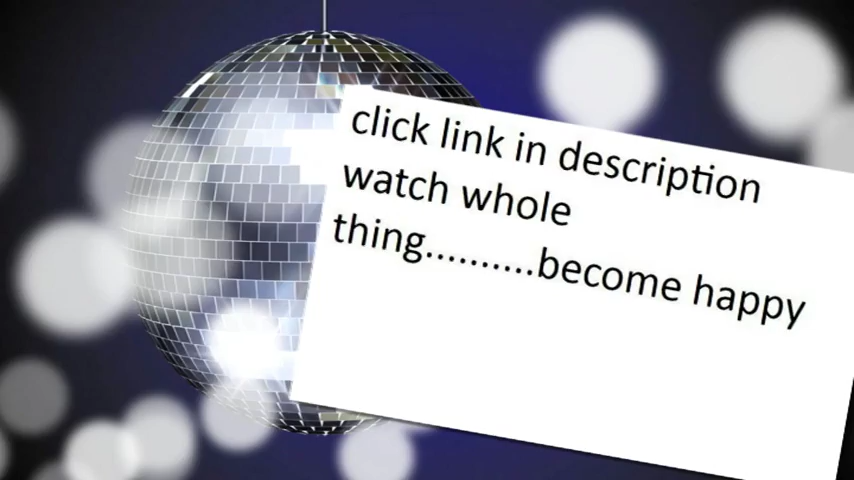 click link in description
watch whole
thing..........become happy